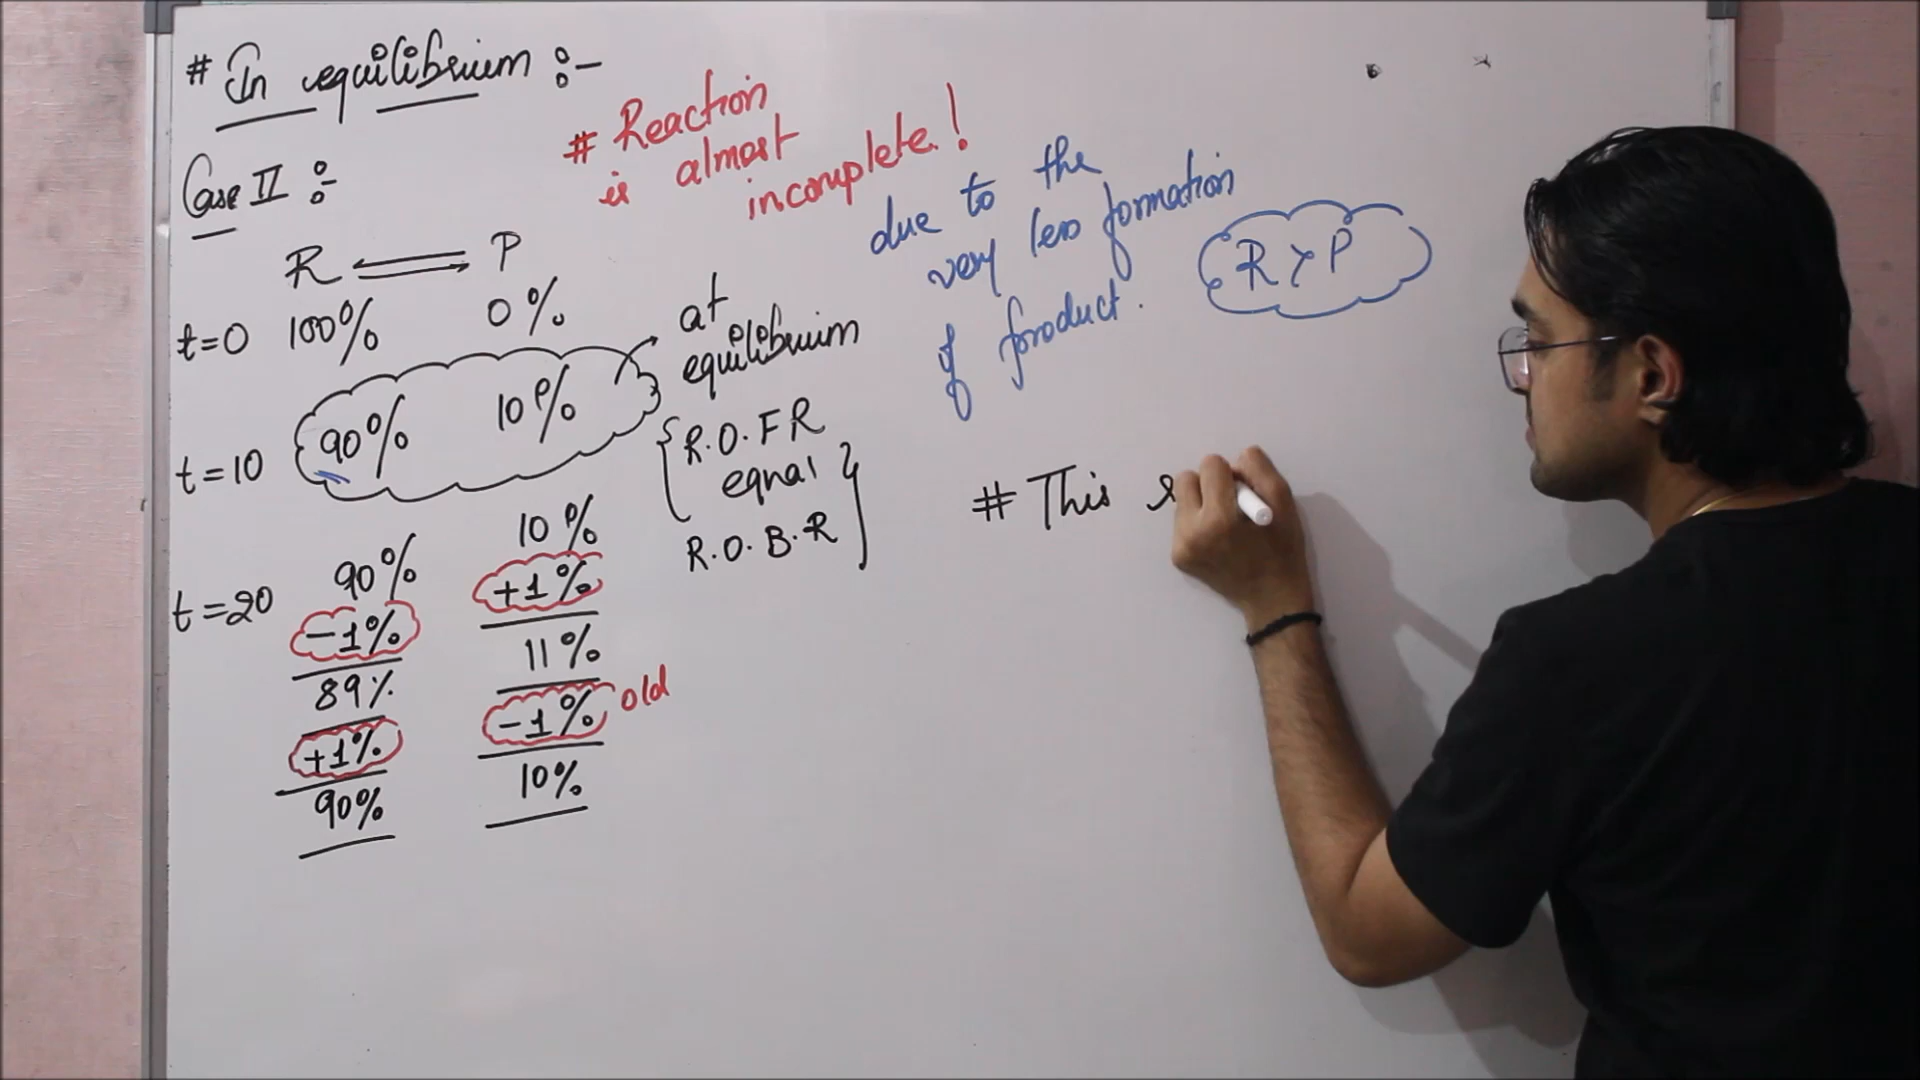 # In equilibrium :-
Case II :-
# Reaction
is almost
incomplete!
due to the
very less formation
of product.
R > P
R ⇌ P
t=0 100% 0%
at
equilibrium
t=10 90% 10%
{R.O.F R
equal
R.O.B.R}
t=20 90% 10%
-1% +1%
89% 11%
+1% -1% old
90% 10%
# This